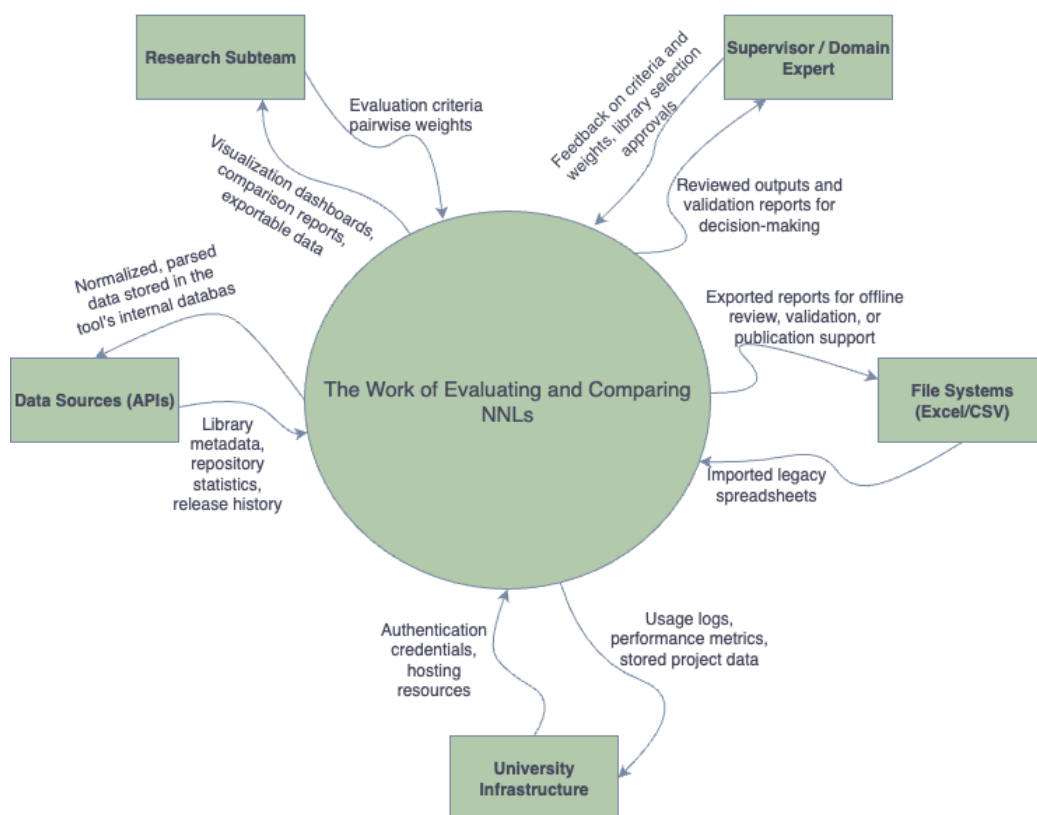 Research Subteam
Supervisor / Domain
Expert
Evaluation criteria
pairwise weights
Feedback on criteria and
weights, library selection
approvals
Visualization dashboards,
comparison reports,
exportable data
Reviewed outputs and
validation reports for
decision-making
Normalized, parsed
data stored in the
tool's internal databas
Exported reports for offline
review, validation, or
publication support
The Work of Evaluating and Comparing
NNLs
Data Sources (APIs)
File Systems
(Excel/CSV)
Library
metadata,
repository
statistics,
release history
Imported legacy
spreadsheets
Authentication
credentials,
hosting
resources
Usage logs,
performance metrics,
stored project data
University
Infrastructure